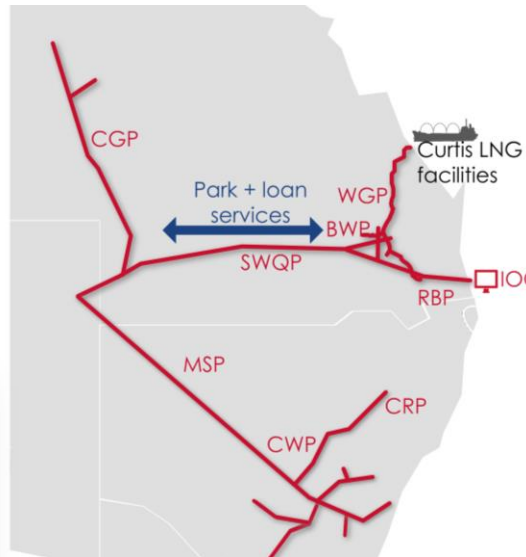 CGP
Curtis LNG
facilities
WGP
Park + loan
services
BWP
SWQP
RBP
MSP
CRP
CWP